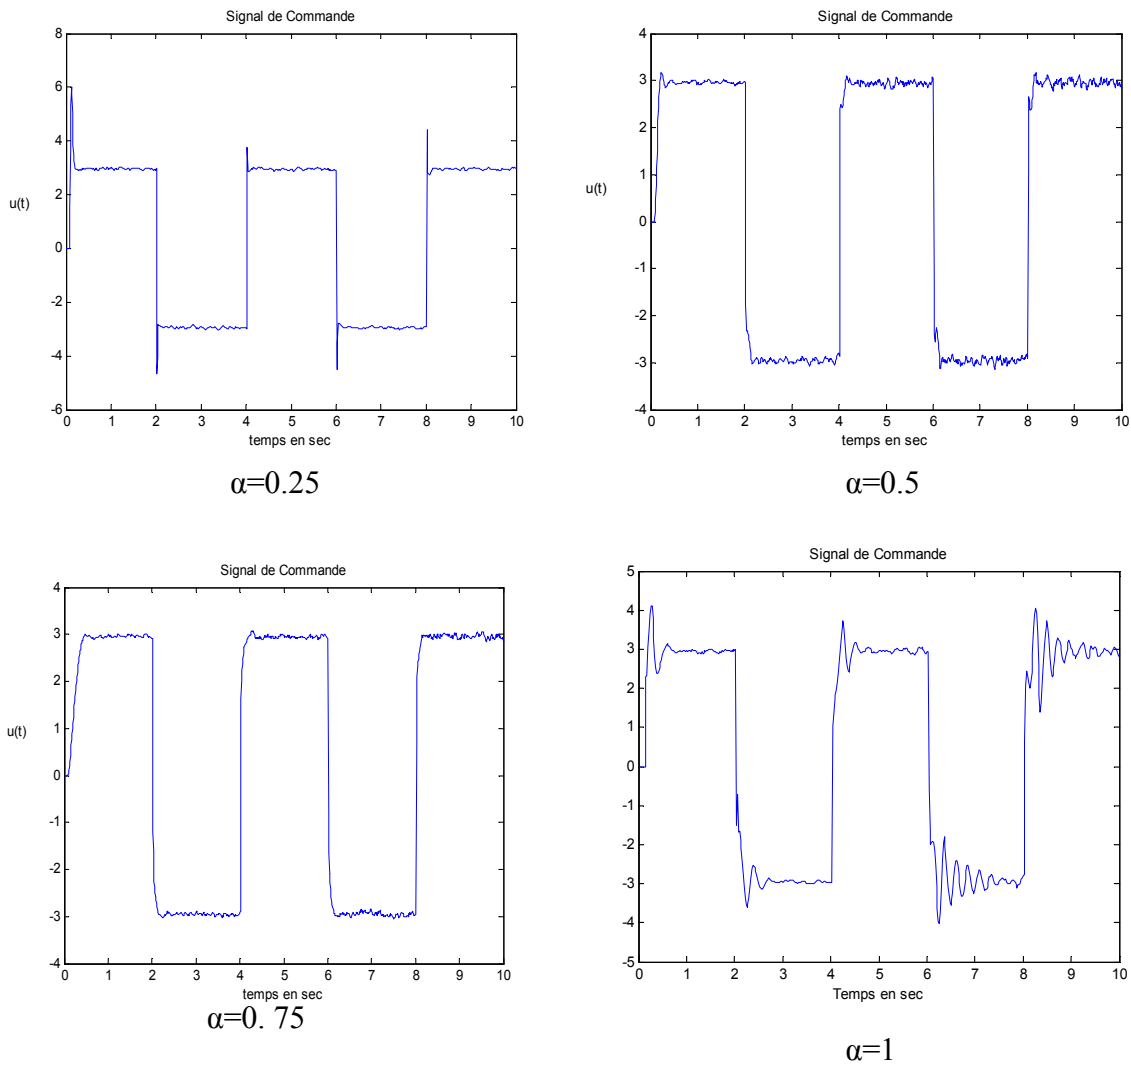 Signal de Commande
8
6
4
2
0
-2
-4
-6
u(t)
0 1 2 3 4 5 6 7 8 9 10
temps en sec
α=0.25
Signal de Commande
4
3
2
1
0
-1
-2
-3
-4
u(t)
0 1 2 3 4 5 6 7 8 9 10
temps en sec
α=0.5
Signal de Commande
4
3
2
1
0
-1
-2
-3
-4
u(t)
0 1 2 3 4 5 6 7 8 9 10
temps en sec
α=0. 75
Signal de Commande
5
4
3
2
1
0
-1
-2
-3
-4
-5
0 1 2 3 4 5 6 7 8 9 10
Temps en sec
α=1